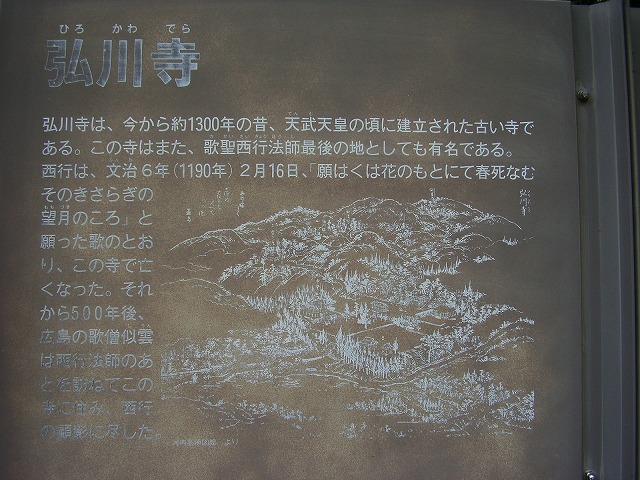 ひろ かわ でら
弘川寺
弘川寺は、今から約1300年の昔、天武天皇の頃に建立された古い寺で
ある。この寺はまた、歌聖西行法師最後の地としても有名である。
西行は、文治6年(1190年)2月16日、「願はくは花のもとにて春死なむ
そのきさらぎの
望月のころ」と
願った歌のとお
り、この寺で亡
くなった。それ
から500年後、
広島の歌僧似雲
は西行法師のあ
とを訪ねてこの
寺に住み、西行
の顕彰に尽した。
弘川寺
より